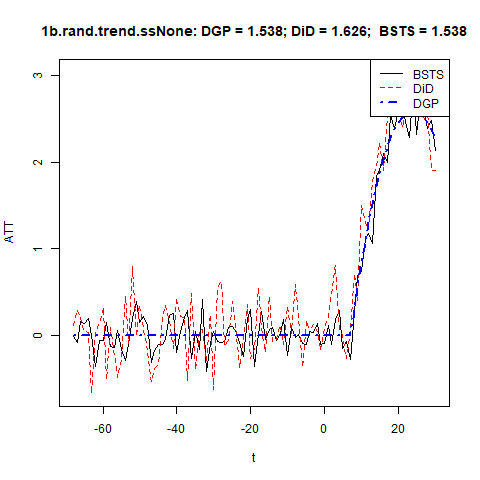 1b.rand.trend.ssNone: DGP = 1.538; DiD = 1.626;  BSTS = 1.538
BSTS
DiD
DGP
ATT
3
2
1
0
-60
-40
-20
0
20
t